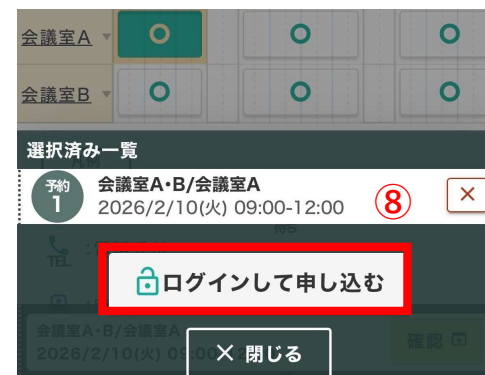 会議室A
会議室B
選択済み一覧
予約
1
会議室A・B/会議室A
2026/2/10(火) 09:00-12:00
⑧
TEL
ログインして申し込む
会議室A・B/会議室A
2026/2/10(火) 09:00
確認
× 閉じる